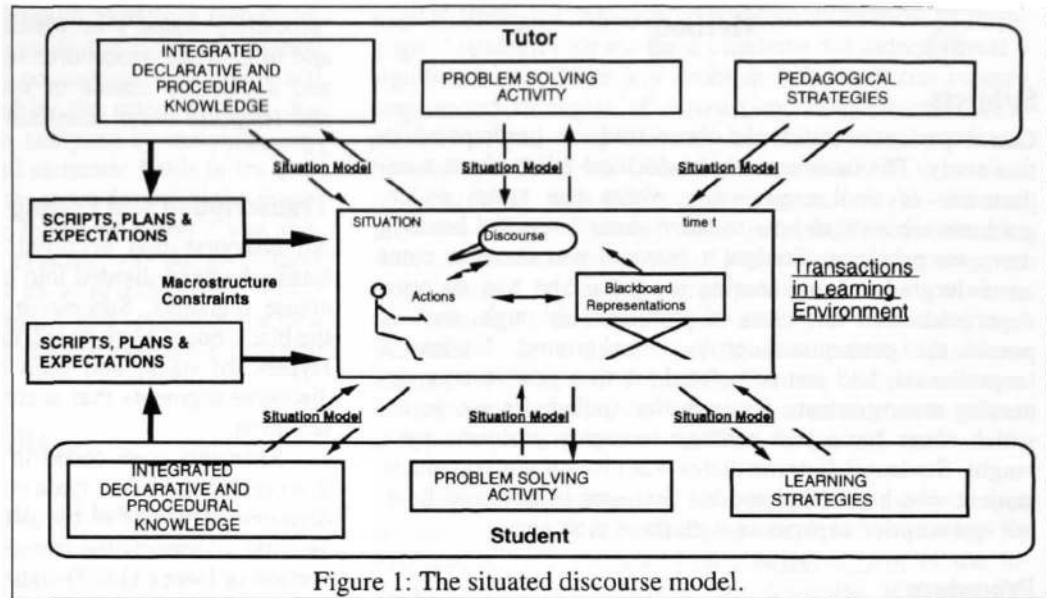 Tutor
INTEGRATED
DECLARATIVE AND
PROCEDURAL
KNOWLEDGE
PROBLEM SOLVING
ACTIVITY
PEDAGOGICAL
STRATEGIES
Situation Model
Situation Model
Situation Model
SCRIPTS, PLANS &
EXPECTATIONS
SITUATION
time t
Discourse
Macrostructure
Constraints
Actions
Blackboard
Representations
Transactions
in Learning
Environment
SCRIPTS, PLANS &
EXPECTATIONS
Situation Model
Situation Model
Situation Model
INTEGRATED
DECLARATIVE AND
PROCEDURAL
KNOWLEDGE
PROBLEM SOLVING
ACTIVITY
LEARNING
STRATEGIES
Student
Figure 1: The situated discourse model.